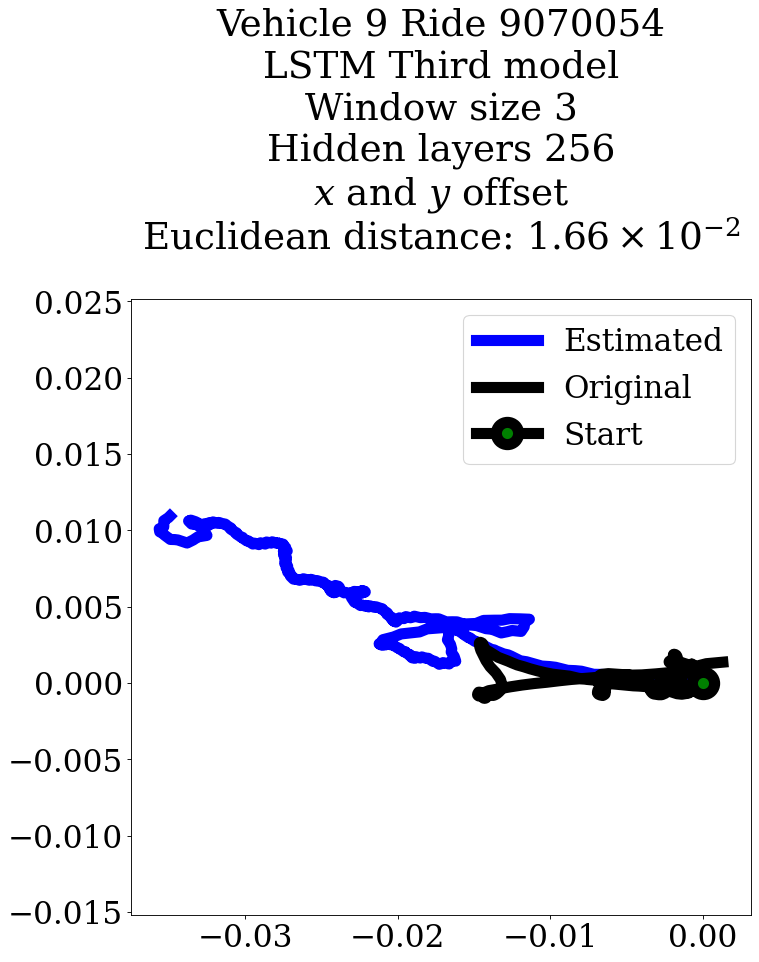 Vehicle 9 Ride 9070054
LSTM Third model
Window size 3
Hidden layers 256
x and y offset
Euclidean distance: 1.66 × 10⁻²
0.025
Estimated
0.020
Original
0.015
Start
0.010
0.005
0.000
−0.005
−0.010
−0.015
−0.03 −0.02 −0.01 0.00